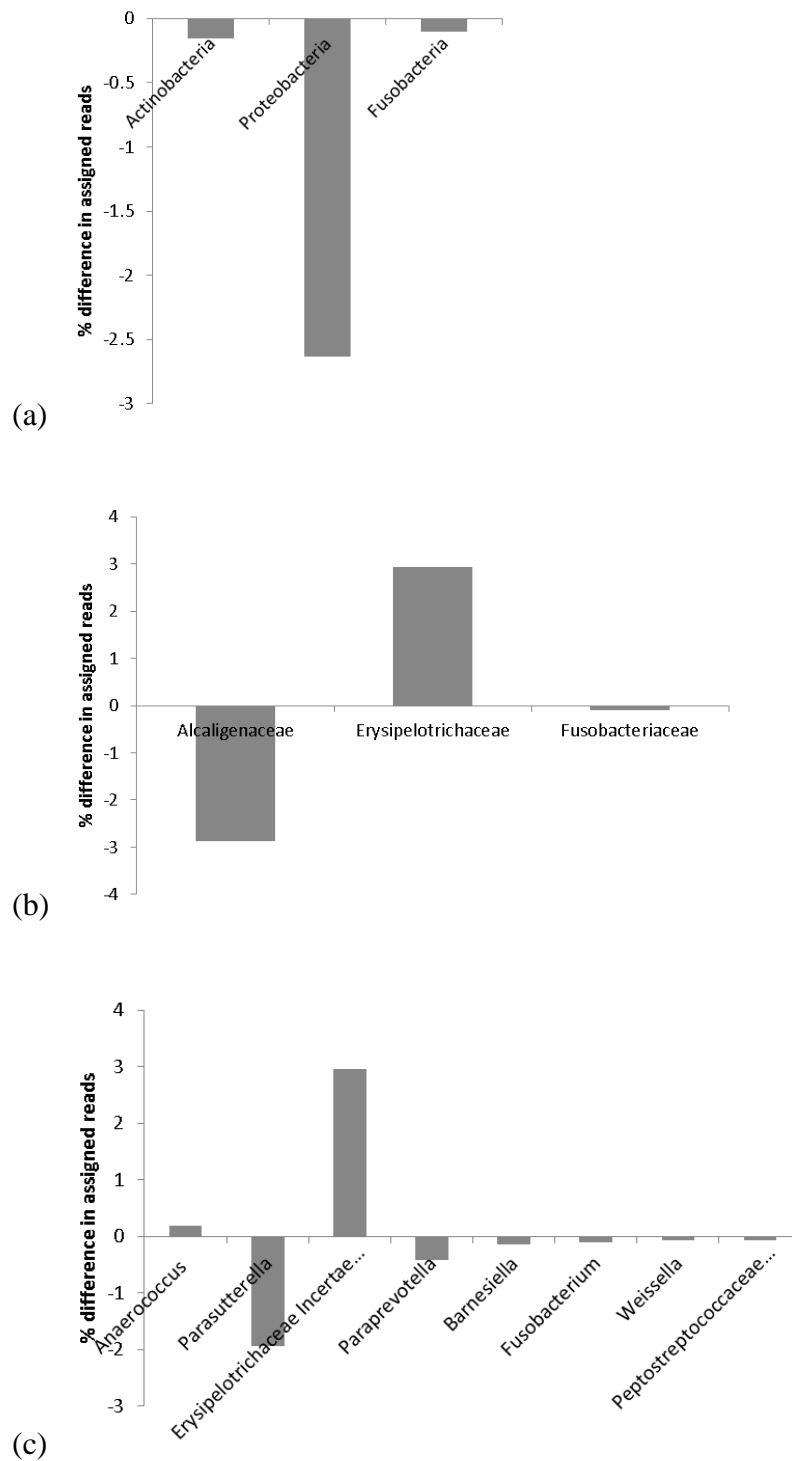 0
-0.5
-1
-1.5
-2
-2.5
-3
% difference in assigned reads
Actinobacteria
Proteobacteria
Fusobacteria
(a)
4
3
2
1
0
-1
-2
-3
-4
% difference in assigned reads
Alcaligenaceae
Erysipelotrichaceae
Fusobacteriaceae
(b)
4
3
2
1
0
-1
-2
-3
% difference in assigned reads
Anaerococcus
Parasutterella
Erysipelotrichaceae Incertae...
Paraprevotella
Barnesiella
Fusobacterium
Weissella
Peptostreptococcaceae...
(c)